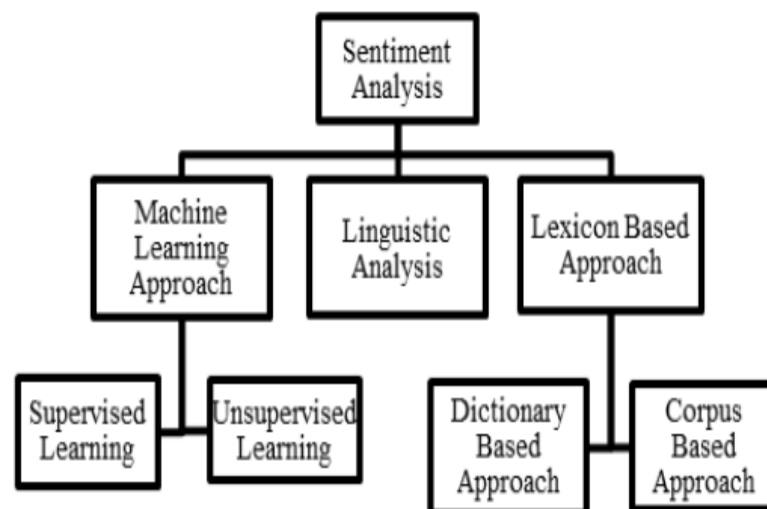 Sentiment
Analysis
Machine
Learning
Approach
Linguistic
Analysis
Lexicon Based
Approach
Supervised
Learning
Unsupervised
Learning
Dictionary
Based
Approach
Corpus
Based
Approach